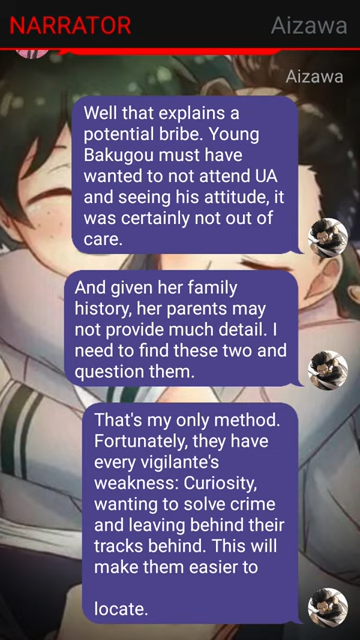 NARRATOR
Aizawa
Aizawa
Well that explains a
potential bribe. Young
Bakugou must have
wanted to not attend UA
and seeing his attitude, it
was certainly not out of
care.
And given her family
history, her parents may
not provide much detail. I
need to find these two and
question them.
That's my only method.
Fortunately, they have
every vigilante's
weakness: Curiosity,
wanting to solve crime
and leaving behind their
tracks behind. This will
make them easier to
locate.